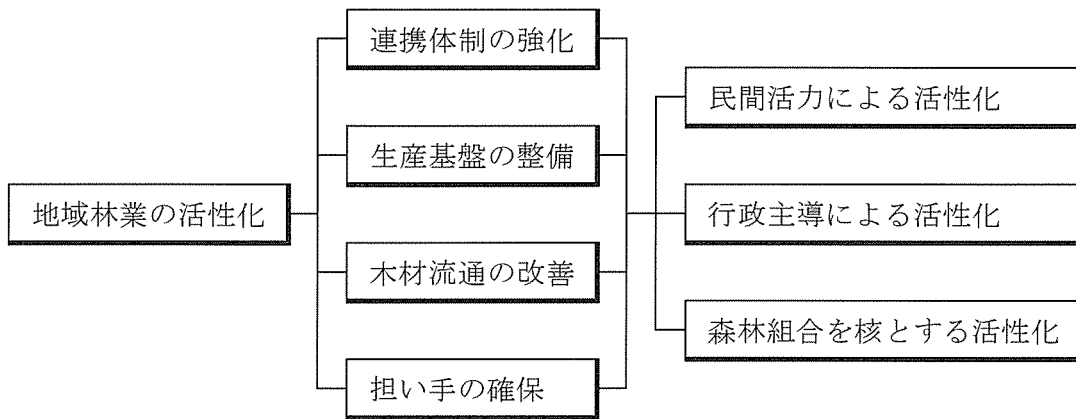 地域林業の活性化
連携体制の強化
生産基盤の整備
木材流通の改善
担い手の確保
民間活力による活性化
行政主導による活性化
森林組合を核とする活性化